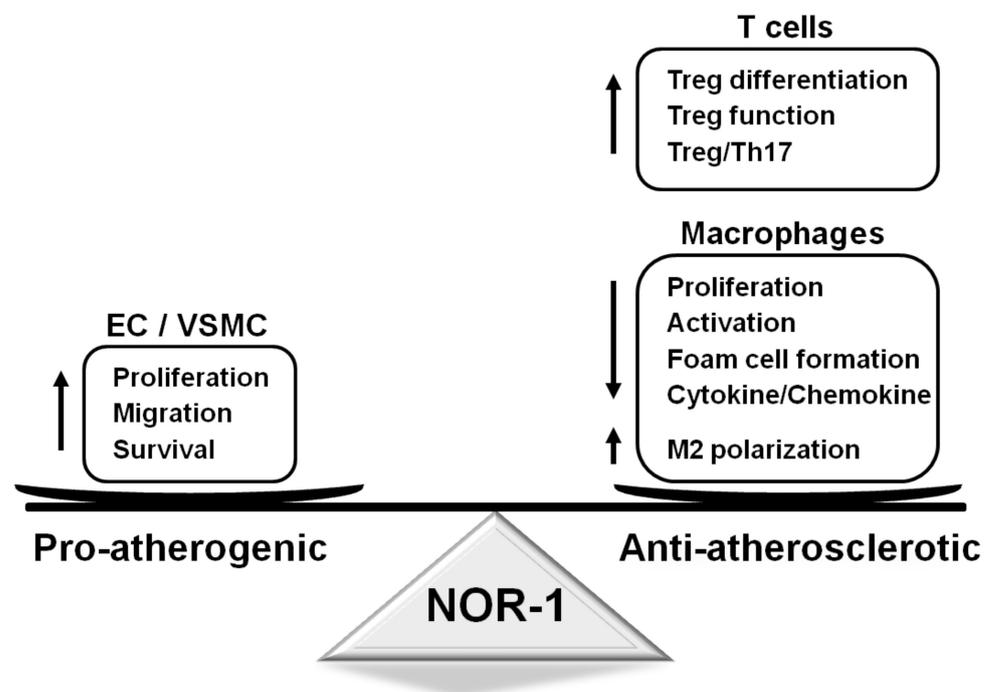 T cells
Treg differentiation
Treg function
Treg/Th17
Macrophages
Proliferation
Activation
Foam cell formation
Cytokine/Chemokine
M2 polarization
EC / VSMC
Proliferation
Migration
Survival
Pro-atherogenic
Anti-atherosclerotic
NOR-1